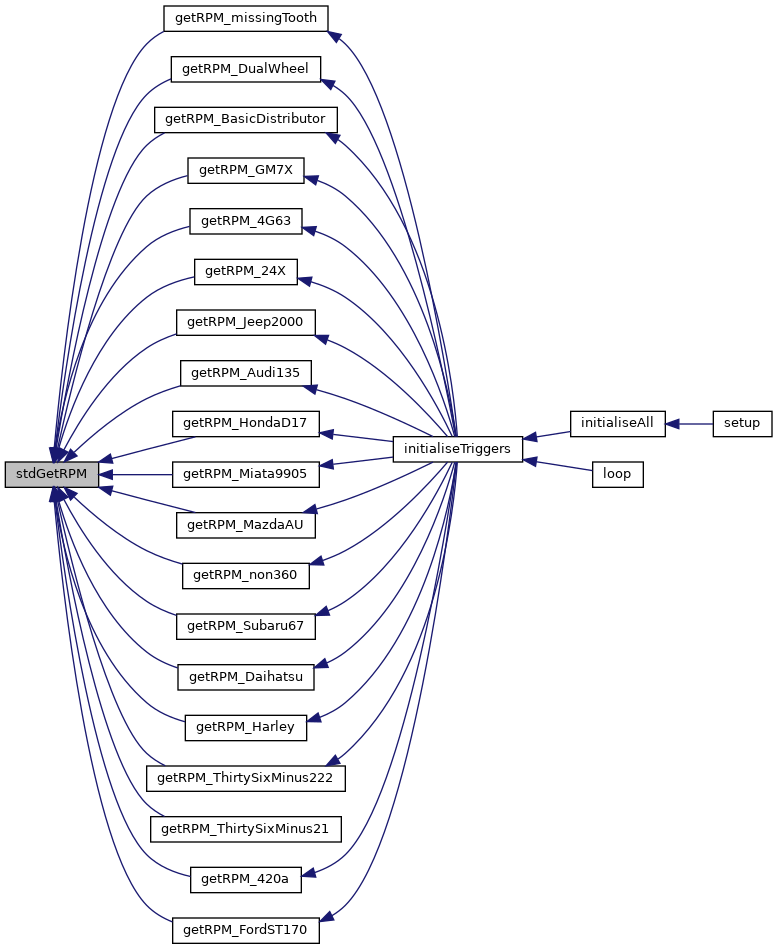 getRPM_missingTooth
getRPM_DualWheel
getRPM_BasicDistributor
getRPM_GM7X
getRPM_4G63
getRPM_24X
getRPM_Jeep2000
getRPM_Audi135
getRPM_HondaD17
getRPM_Miata9905
getRPM_MazdaAU
getRPM_non360
getRPM_Subaru67
getRPM_Daihatsu
getRPM_Harley
getRPM_ThirtySixMinus222
getRPM_ThirtySixMinus21
getRPM_420a
getRPM_FordST170
stdGetRPM
initialiseTriggers
initialiseAll
setup
loop